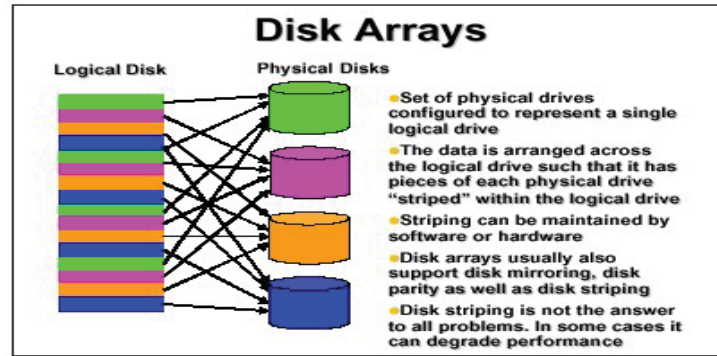 Disk Arrays
Logical Disk
Physical Disks
●Set of physical drives
configured to represent a single
logical drive
●The data is arranged across
the logical drive such that it has
pieces of each physical drive
“striped” within the logical drive
●Striping can be maintained by
software or hardware
●Disk arrays usually also
support disk mirroring, disk
parity as well as disk striping
●Disk striping is not the answer
to all problems. In some cases it
can degrade performance